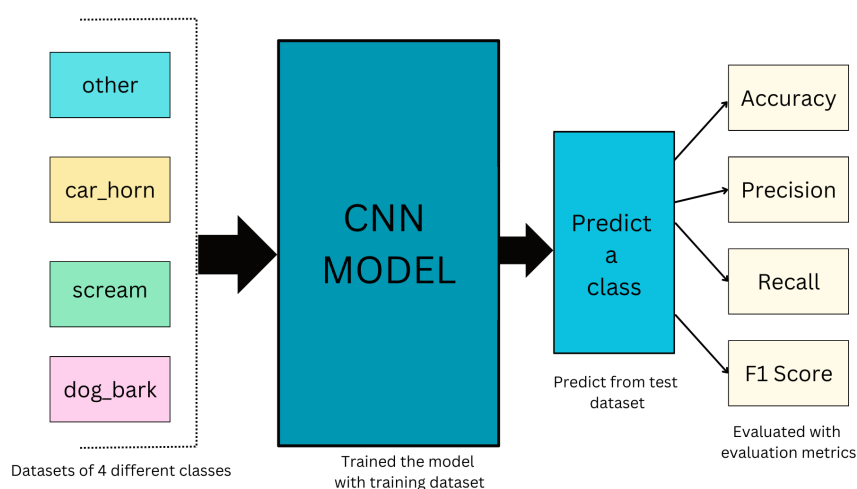 other
car_horn
scream
dog_bark
Datasets of 4 different classes
CNN
MODEL
Trained the model
with training dataset
Predict
a
class
Predict from test
dataset
Accuracy
Precision
Recall
F1 Score
Evaluated with
evaluation metrics